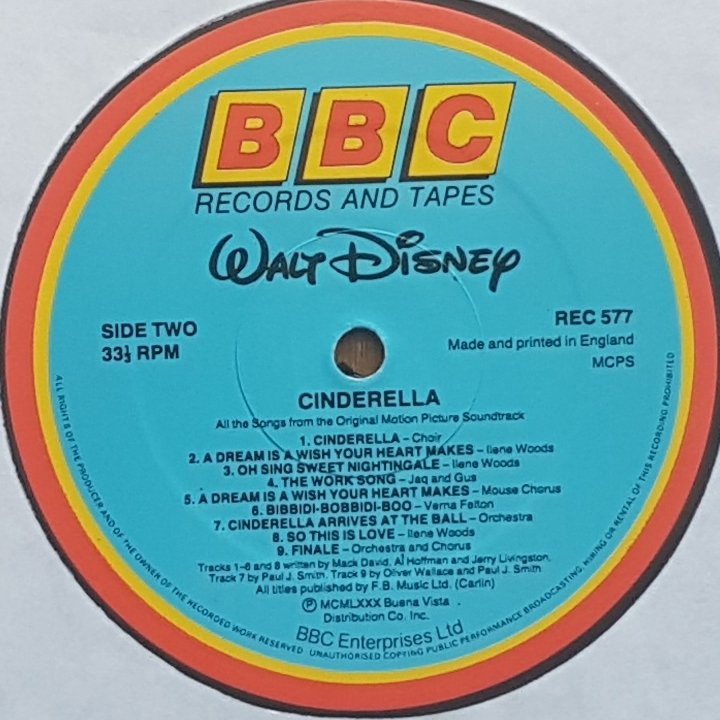 BBC
RECORDS AND TAPES
WALT DISNEY
SIDE TWO
33⅓ RPM
REC 577
Made and printed in England
MCPS
CINDERELLA
All the Songs from the Original Motion Picture Soundtrack
1. CINDERELLA – Choir
2. A DREAM IS A WISH YOUR HEART MAKES – Ilene Woods
3. OH SING SWEET NIGHTINGALE – Ilene Woods
4. THE WORK SONG – Jaq and Gus
5. A DREAM IS A WISH YOUR HEART MAKES – Mouse Chorus
6. BIBBIDI-BOBBIDI-BOO – Verna Felton
7. CINDERELLA ARRIVES AT THE BALL – Orchestra
8. SO THIS IS LOVE – Ilene Woods
9. FINALE – Orchestra and Chorus
Tracks 1–6 and 8 written by Mack David, Al Hoffman and Jerry Livingston.
Track 7 by Paul J. Smith. Track 9 by Oliver Wallace and Paul J. Smith
All titles published by F.B. Music Ltd. (Carlin)
Ⓟ MCMLXXX Buena Vista
Distribution Co. Inc.
BBC Enterprises Ltd
ALL RIGHTS OF THE PRODUCER AND OF THE OWNER OF THE RECORDED WORK RESERVED. UNAUTHORISED COPYING PUBLIC PERFORMANCE BROADCASTING, HIRING OR RENTAL OF THIS RECORDING PROHIBITED